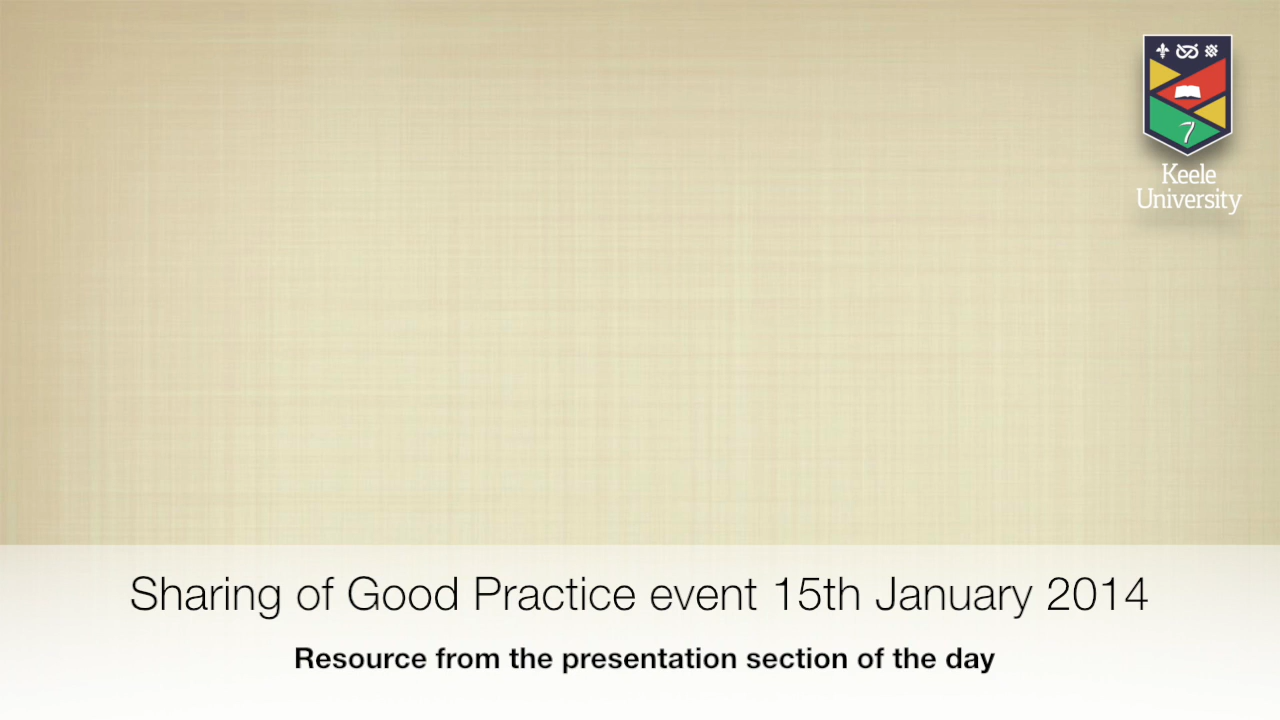 Keele
University
Sharing of Good Practice event 15th January 2014
Resource from the presentation section of the day